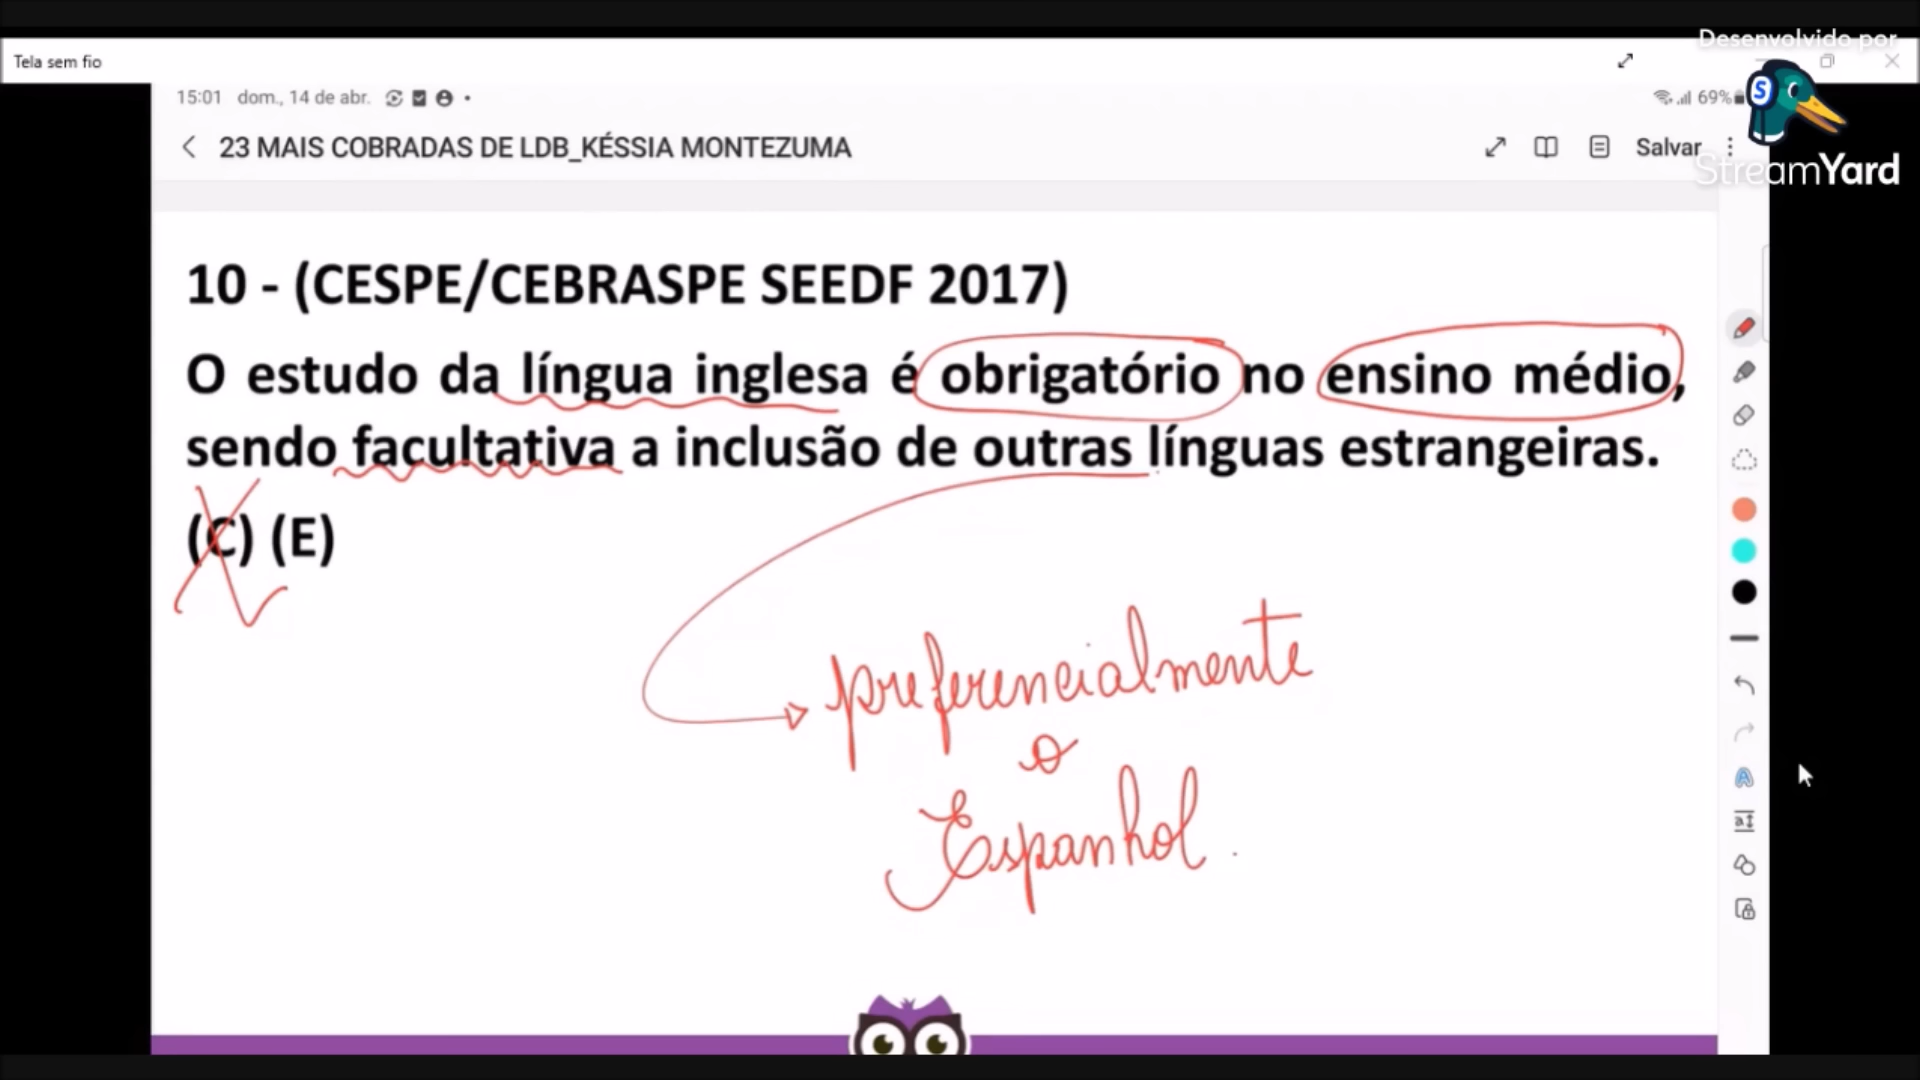 Desenvolvido por
Tela sem fio
StreamYard
15:01 dom., 14 de abr.
69%
23 MAIS COBRADAS DE LDB_KÉSSIA MONTEZUMA
Salvar
10 - (CESPE/CEBRASPE SEEDF 2017)
O estudo da língua inglesa é obrigatório no ensino médio,
sendo facultativa a inclusão de outras línguas estrangeiras.
(C) (E)
preferencialmente
o
Espanhol.